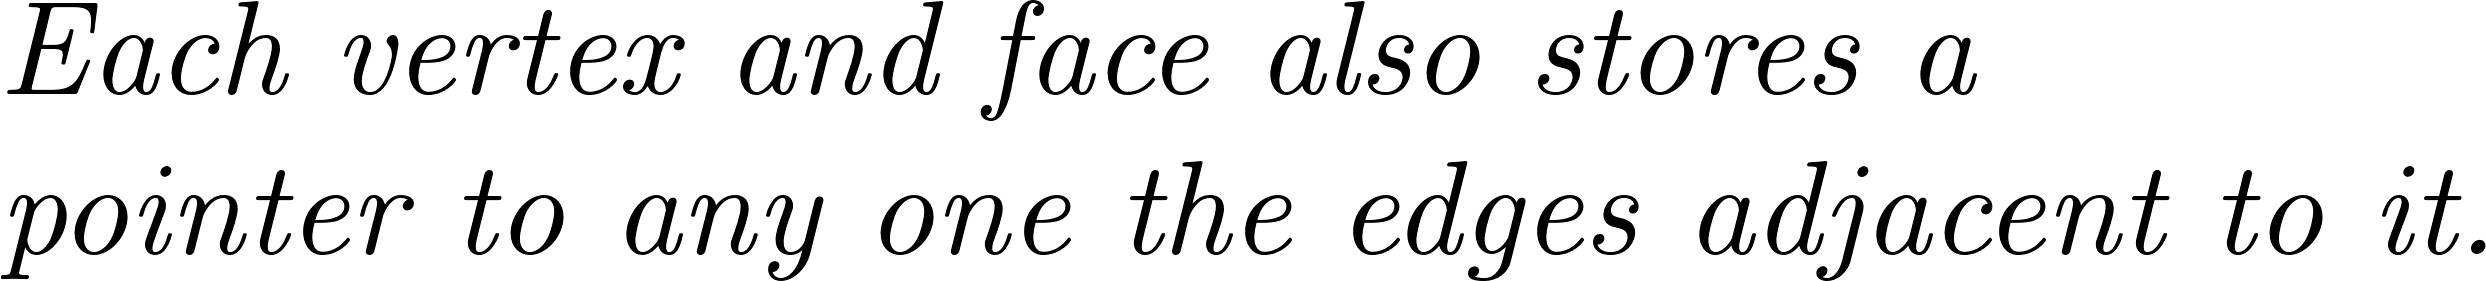 Each vertex and face also stores a
pointer to any one the edges adjacent to it.